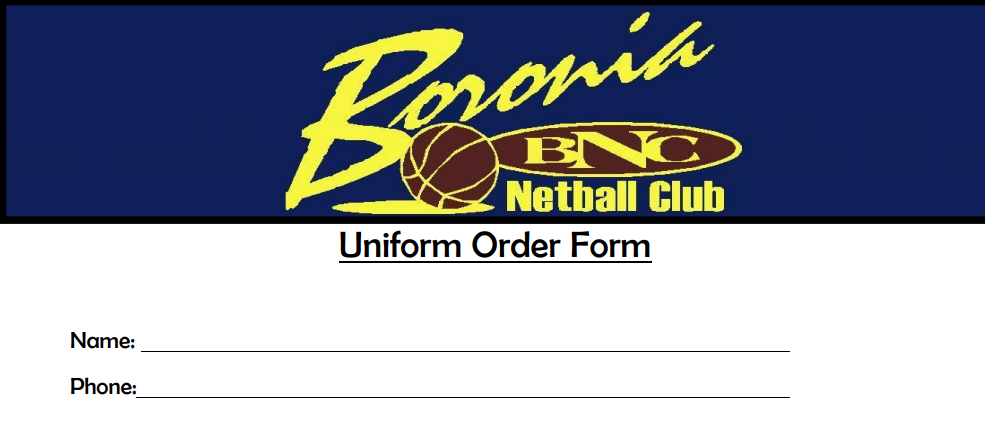 Boronia
BNC
Netball Club
Uniform Order Form
Name:
Phone: